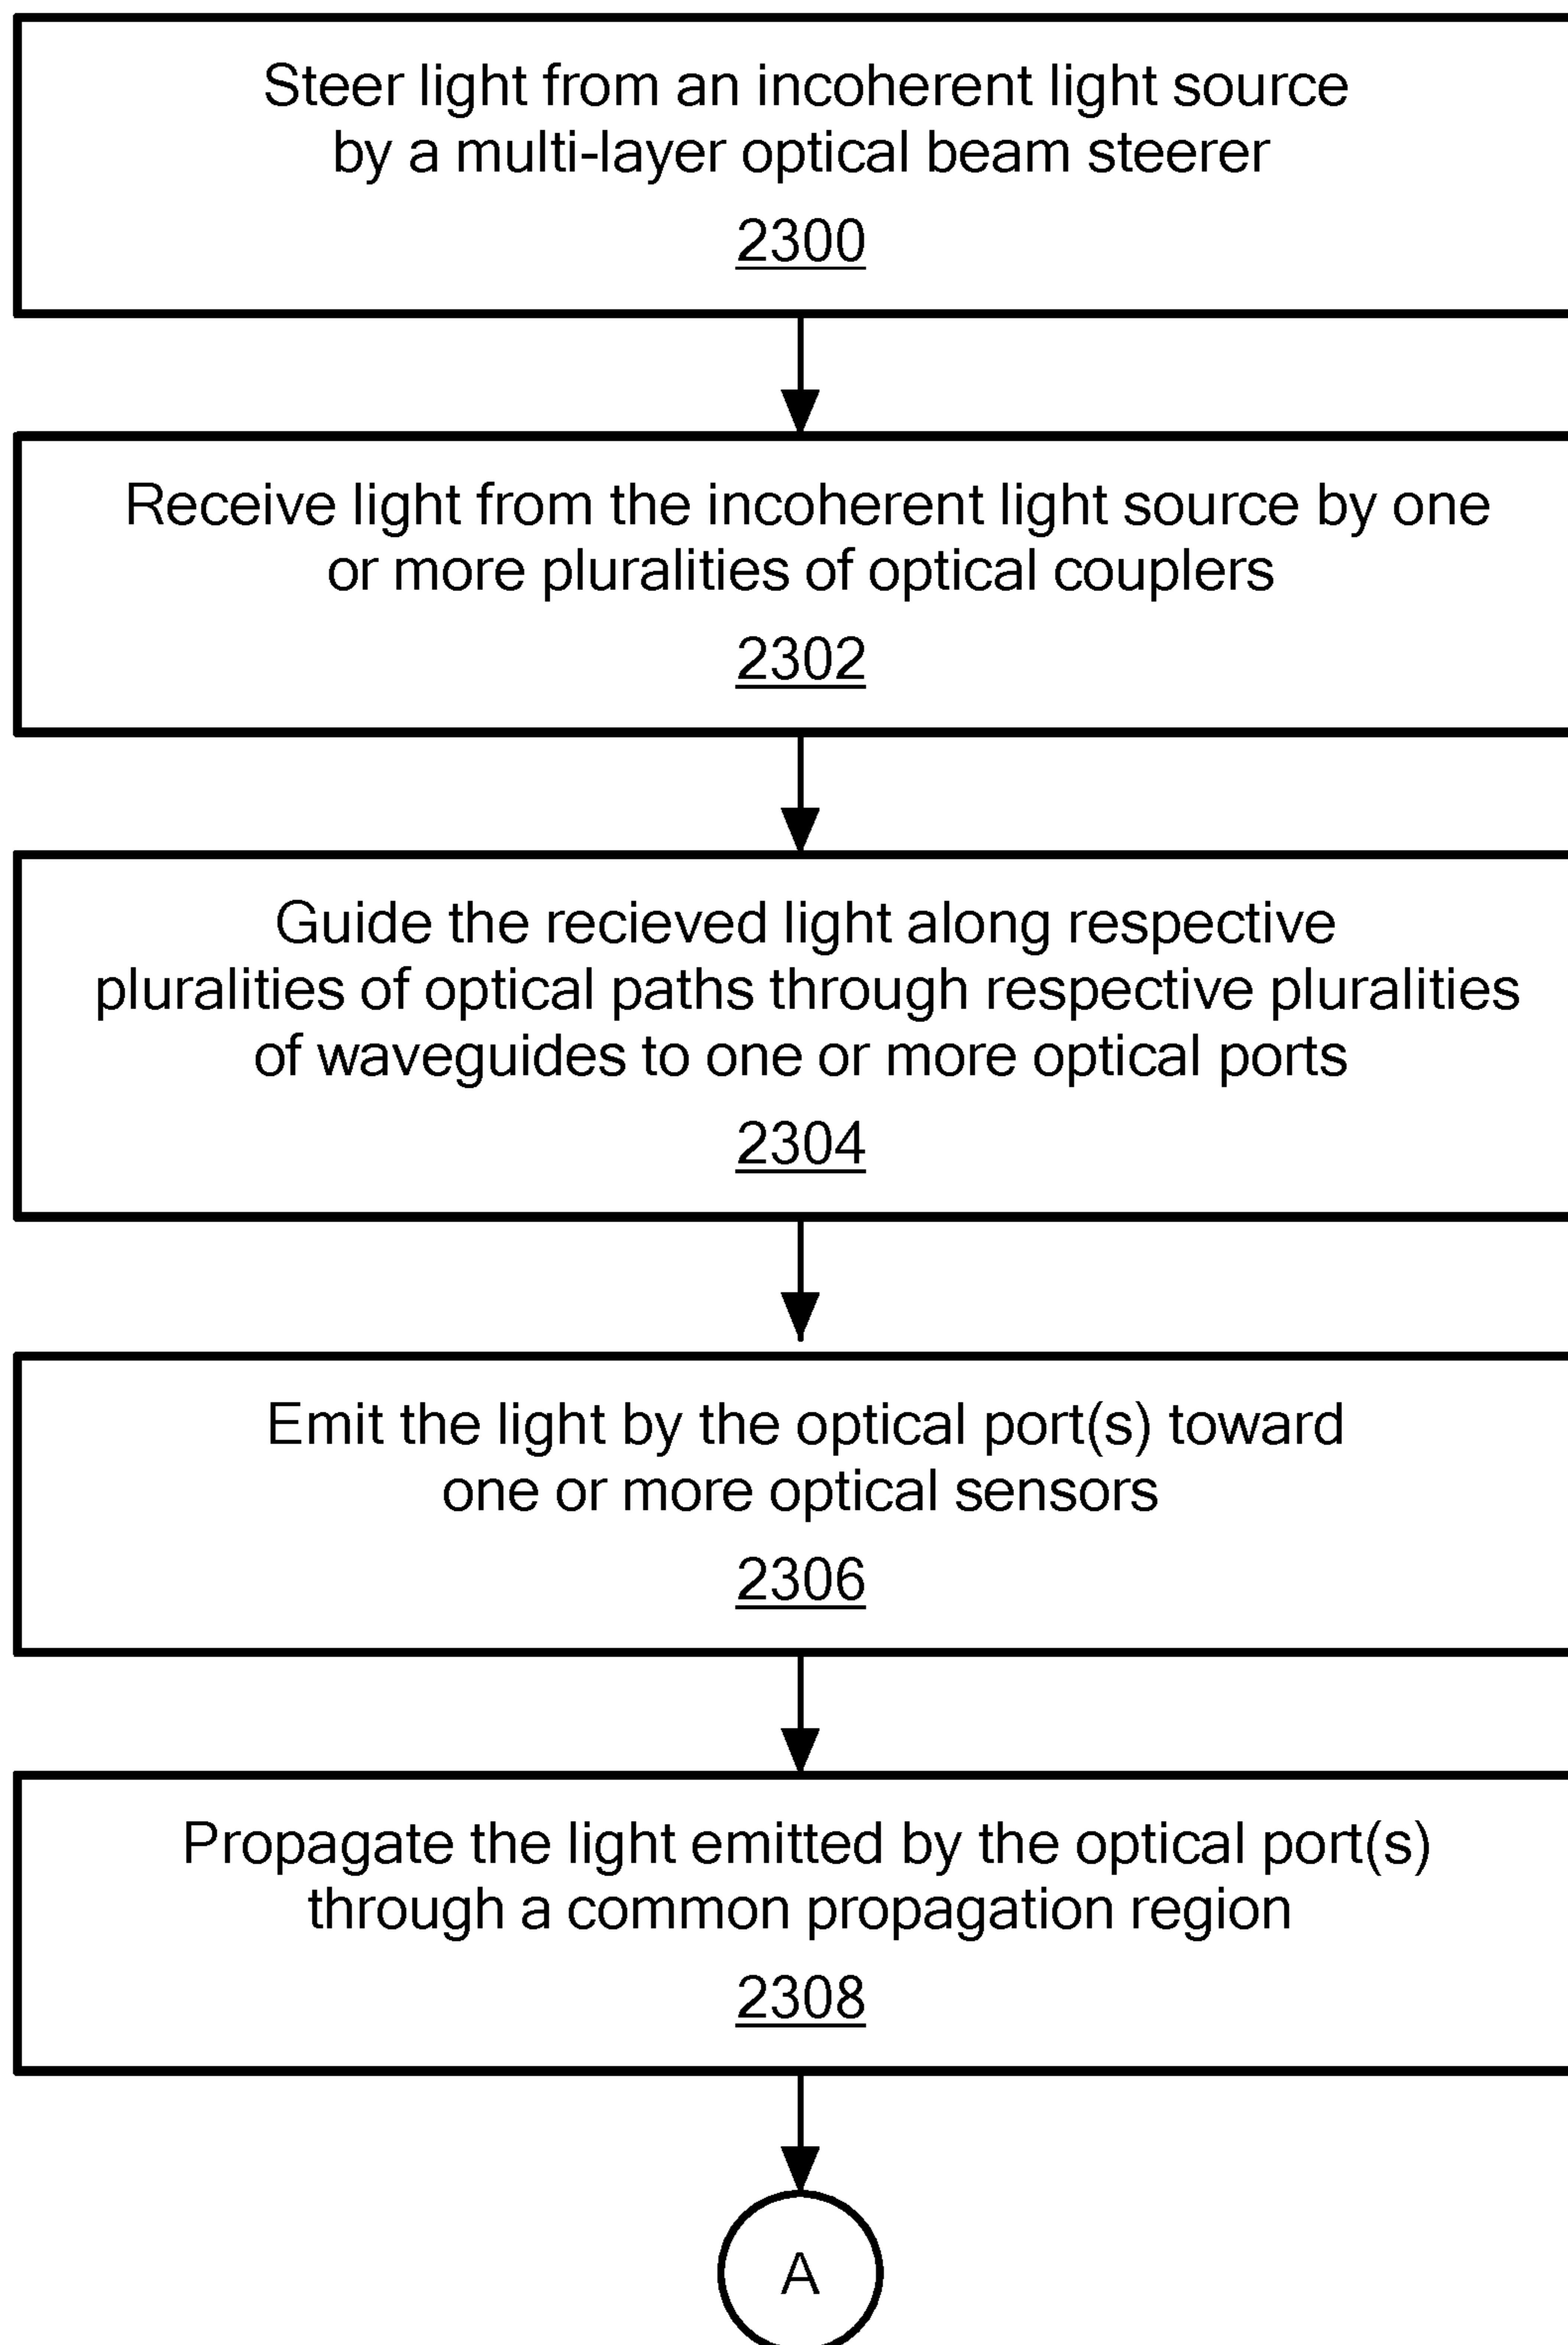 Steer light from an incoherent light source
by a multi-layer optical beam steerer
2300
Receive light from the incoherent light source by one
or more pluralities of optical couplers
2302
Guide the recieved light along respective
pluralities of optical paths through respective pluralities
of waveguides to one or more optical ports
2304
Emit the light by the optical port(s) toward
one or more optical sensors
2306
Propagate the light emitted by the optical port(s)
through a common propagation region
2308
A